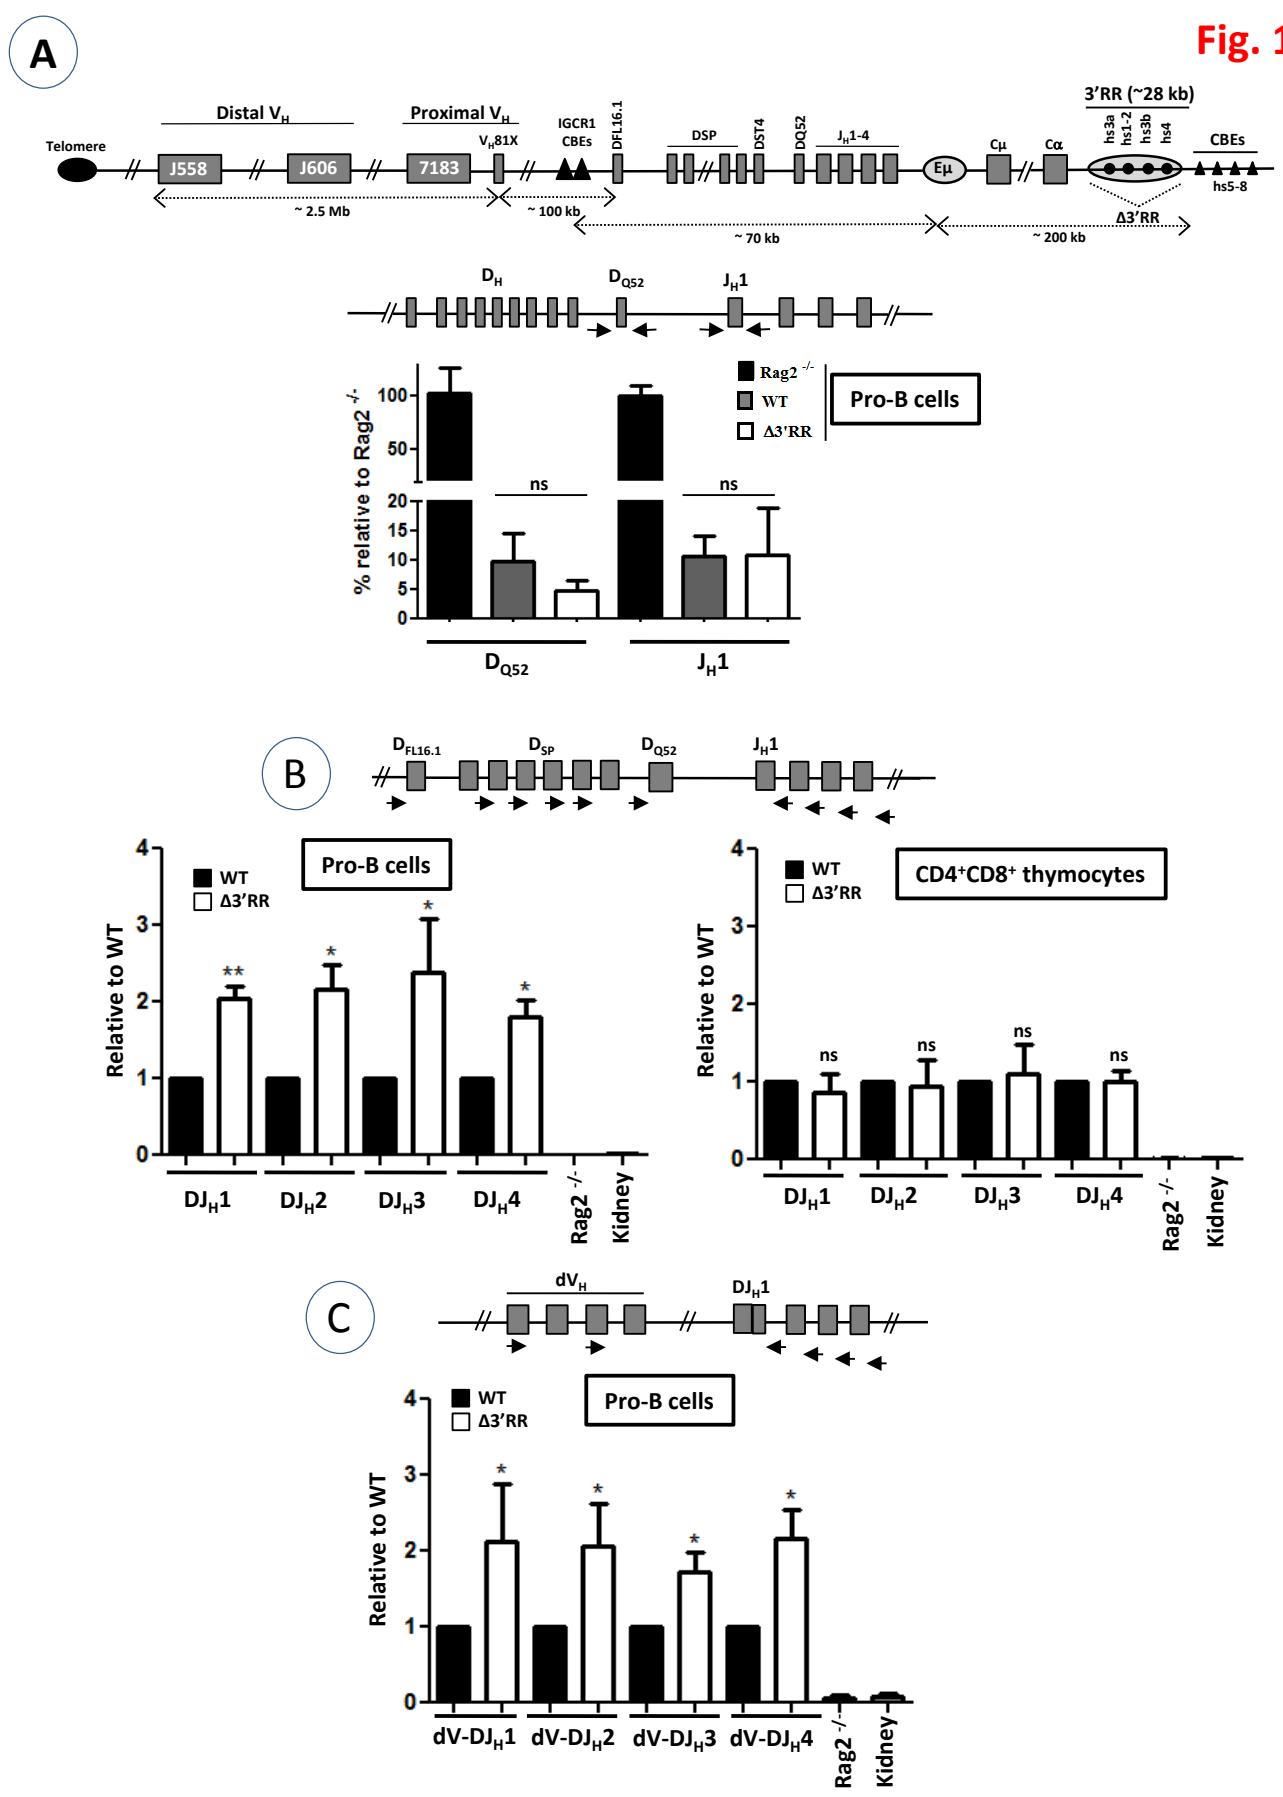 Fig. 1
A
Distal VH
Proximal VH
VH81X
IGCR1
CBEs
DFL16.1
DSP
DST4
DQ52
JH1-4
3'RR (~28 kb)
hs3a
hs1-2
hs3b
hs4
CBEs
Telomere
J558
J606
7183
Eμ
Cμ
Cα
hs5-8
Δ3'RR
~ 2.5 Mb
~ 100 kb
~ 70 kb
~ 200 kb
DH
DQ52
JH1
% relative to Rag2 -/-
100
50
20
15
10
5
0
ns
ns
Rag2 -/-
WT
Δ3'RR
Pro-B cells
DQ52
JH1
B
DFL16.1
DSP
DQ52
JH1
Pro-B cells
WT
Δ3'RR
Relative to WT
4
3
2
1
0
**
*
*
*
DJH1
DJH2
DJH3
DJH4
Rag2 -/-
Kidney
CD4+CD8+ thymocytes
WT
Δ3'RR
Relative to WT
4
3
2
1
0
ns
ns
ns
ns
DJH1
DJH2
DJH3
DJH4
Rag2 -/-
Kidney
C
dVH
DJH1
Pro-B cells
WT
Δ3'RR
Relative to WT
4
3
2
1
0
*
*
*
*
dV-DJH1
dV-DJH2
dV-DJH3
dV-DJH4
Rag2 -/-
Kidney